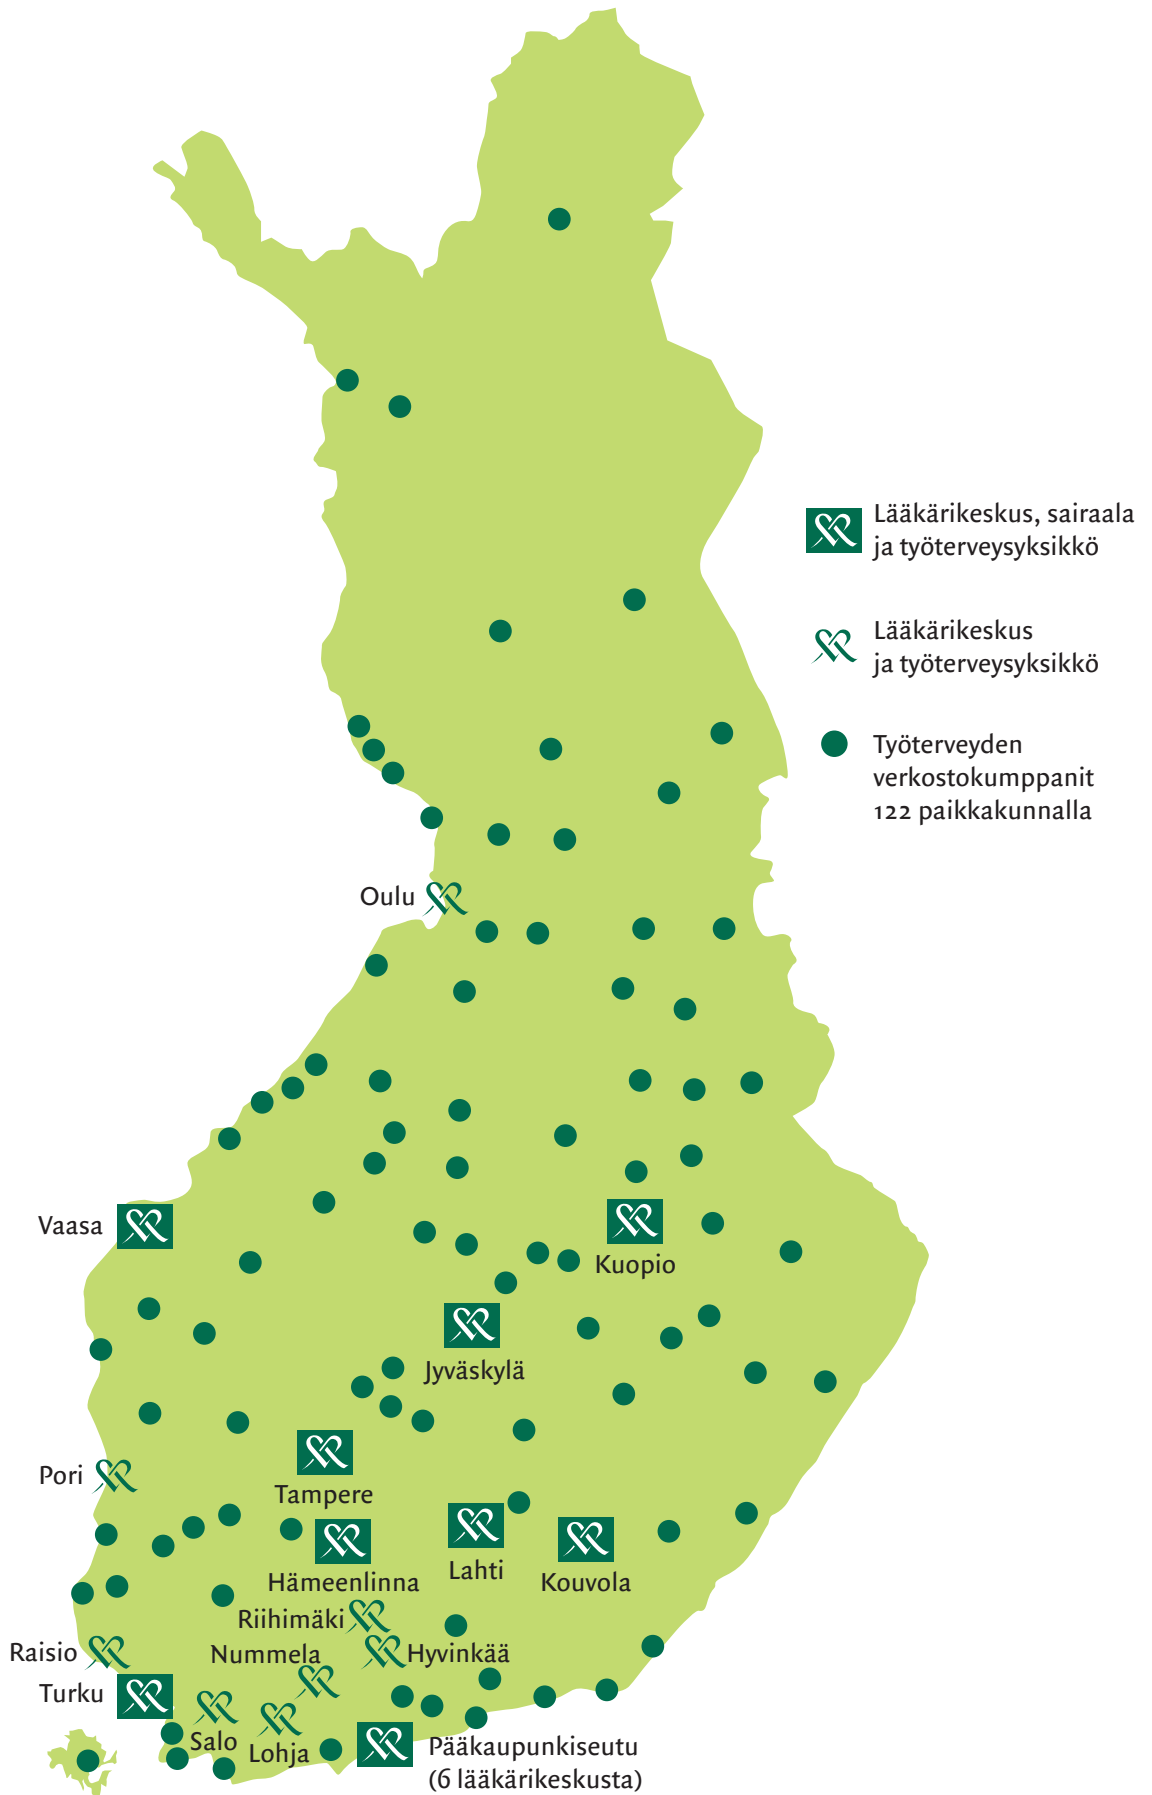 Lääkärikeskus, sairaala
ja työterveysyksikkö
Lääkärikeskus
ja työterveysyksikkö
Työterveyden
verkostokumppanit
122 paikkakunnalla
Oulu
Vaasa
Kuopio
Jyväskylä
Pori
Tampere
Lahti
Kouvola
Hämeenlinna
Riihimäki
Raisio
Nummela
Hyvinkää
Turku
Salo
Lohja
Pääkaupunkiseutu
(6 lääkärikeskusta)